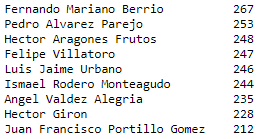 Fernando Mariano Berrio 267
Pedro Alvarez Parejo 253
Hector Aragones Frutos 248
Felipe Villatoro 247
Luis Jaime Urbano 246
Ismael Rodero Monteagudo 244
Angel Valdez Alegria 235
Hector Giron 228
Juan Francisco Portillo Gomez 212